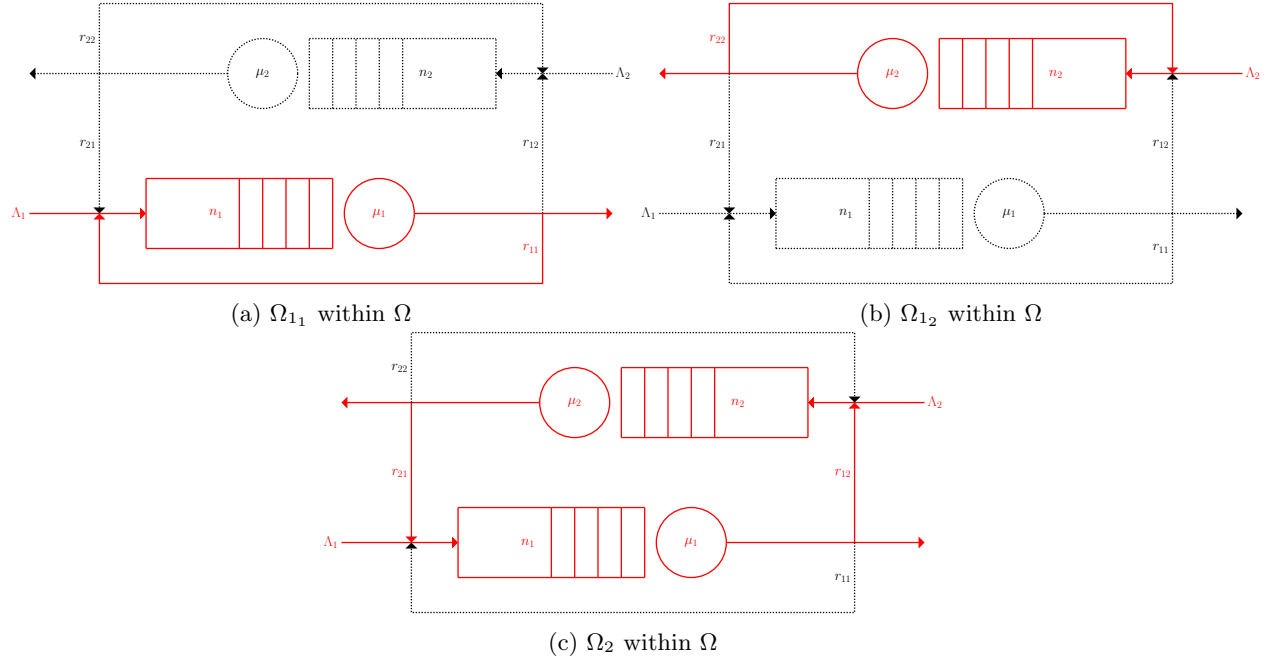 r₂₂
μ₂ n₂ Λ₂
r₂₁ r₁₂
Λ₁ n₁ μ₁
r₁₁
(a) Ω₁₁ within Ω
r₂₂
μ₂ n₂ Λ₂
r₂₁ r₁₂
Λ₁ n₁ μ₁
r₁₁
(b) Ω₁₂ within Ω
r₂₂
μ₂ n₂ Λ₂
r₂₁ r₁₂
Λ₁ n₁ μ₁
r₁₁
(c) Ω₂ within Ω